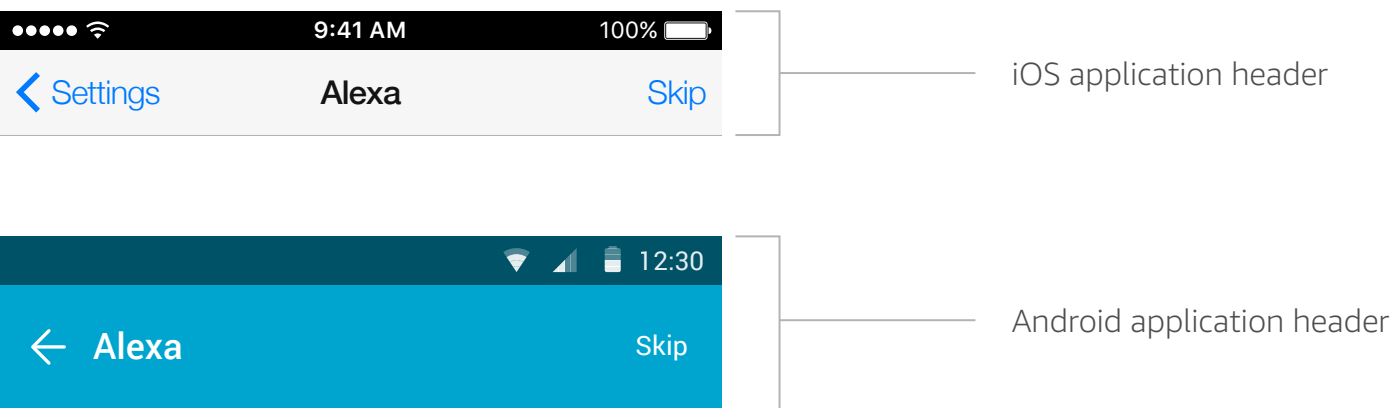 9:41 AM 100%
Settings Alexa Skip
iOS application header
12:30
Alexa Skip
Android application header